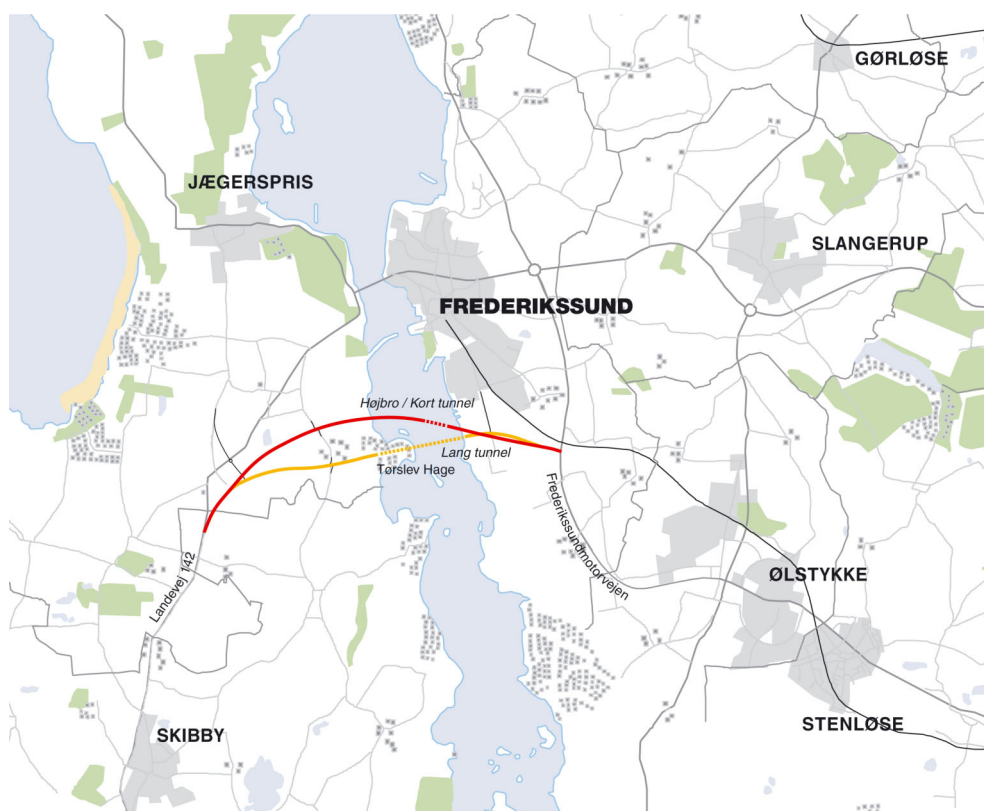 GØRLØSE
JÆGERSPRIS
SLANGERUP
FREDERIKSSUND
Højbro / Kort tunnel
Lang tunnel
Tørslev Hage
Frederikssundmotorvejen
Landevej 142
ØLSTYKKE
STENLØSE
SKIBBY